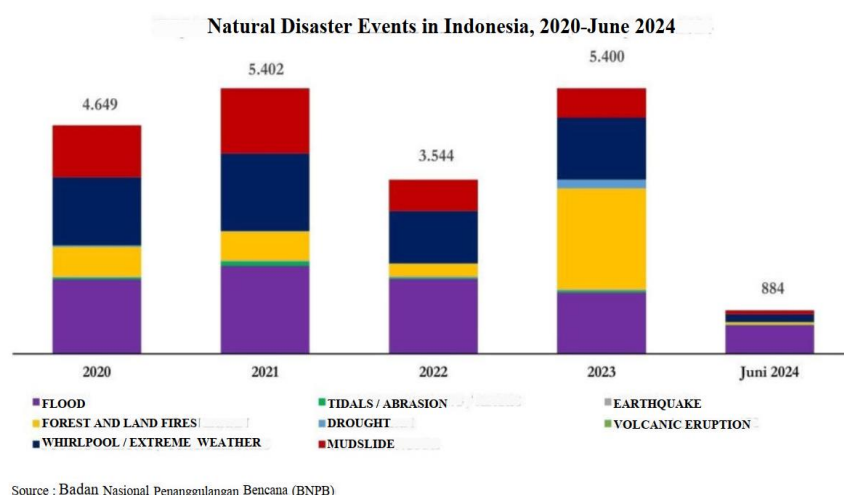 Natural Disaster Events in Indonesia, 2020-June 2024
4.649
5.402
3.544
5.400
884
2020
2021
2022
2023
Juni 2024
FLOOD
TIDALS / ABRASION
EARTHQUAKE
FOREST AND LAND FIRES
DROUGHT
VOLCANIC ERUPTION
WHIRLPOOL / EXTREME WEATHER
MUDSLIDE
Source : Badan Nasional Penanggulangan Bencana (BNPB)